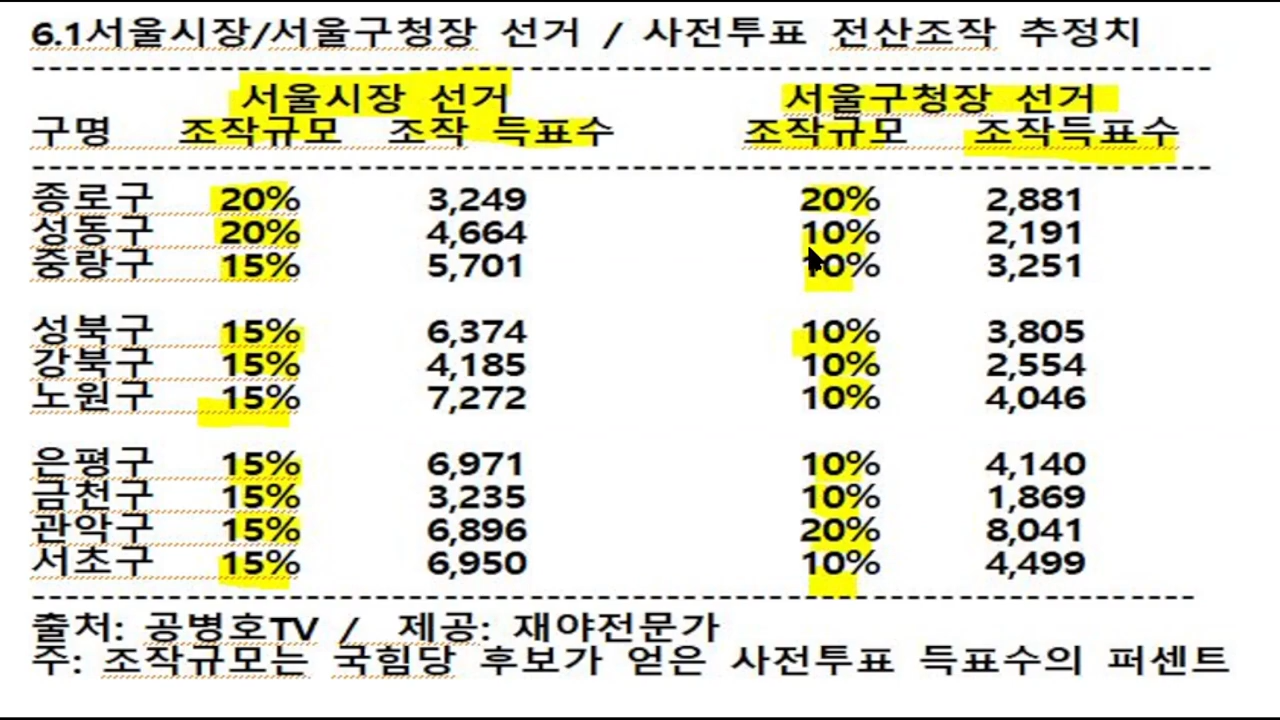 6.1서울시장/서울구청장 선거 / 사전투표 전산조작 추정치
서울시장 선거 서울구청장 선거
구명 조작규모 조작 득표수 조작규모 조작득표수
종로구 20% 3,249 20% 2,881
성동구 20% 4,664 10% 2,191
중랑구 15% 5,701 10% 3,251
성북구 15% 6,374 10% 3,805
강북구 15% 4,185 10% 2,554
노원구 15% 7,272 10% 4,046
은평구 15% 6,971 10% 4,140
금천구 15% 3,235 10% 1,869
관악구 15% 6,896 20% 8,041
서초구 15% 6,950 10% 4,499
출처: 공병호TV / 제공: 재야전문가
주: 조작규모는 국힘당 후보가 얻은 사전투표 득표수의 퍼센트